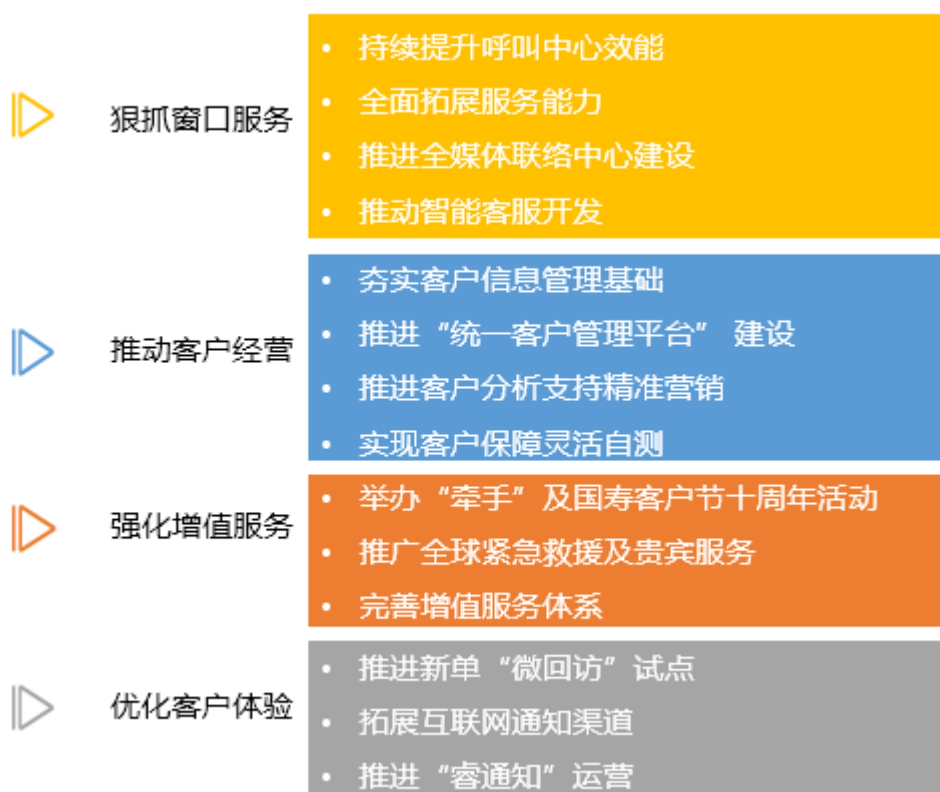 狠抓窗口服务
• 持续提升呼叫中心效能
• 全面拓展服务能力
• 推进全媒体联络中心建设
• 推动智能客服开发
推动客户经营
• 夯实客户信息管理基础
• 推进“统一客户管理平台” 建设
• 推进客户分析支持精准营销
• 实现客户保障灵活自测
强化增值服务
• 举办“牵手”及国寿客户节十周年活动
• 推广全球紧急救援及贵宾服务
• 完善增值服务体系
优化客户体验
• 推进新单“微回访”试点
• 拓展互联网通知渠道
• 推进“睿通知”运营